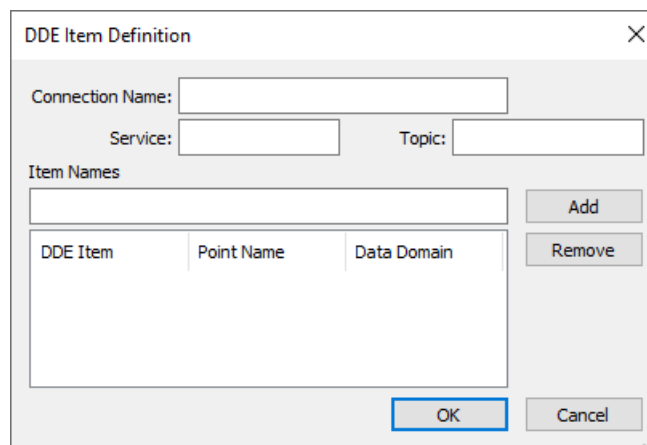 DDE Item Definition
Connection Name:
Service: Topic:
Item Names
Add
DDE Item Point Name Data Domain Remove
OK Cancel